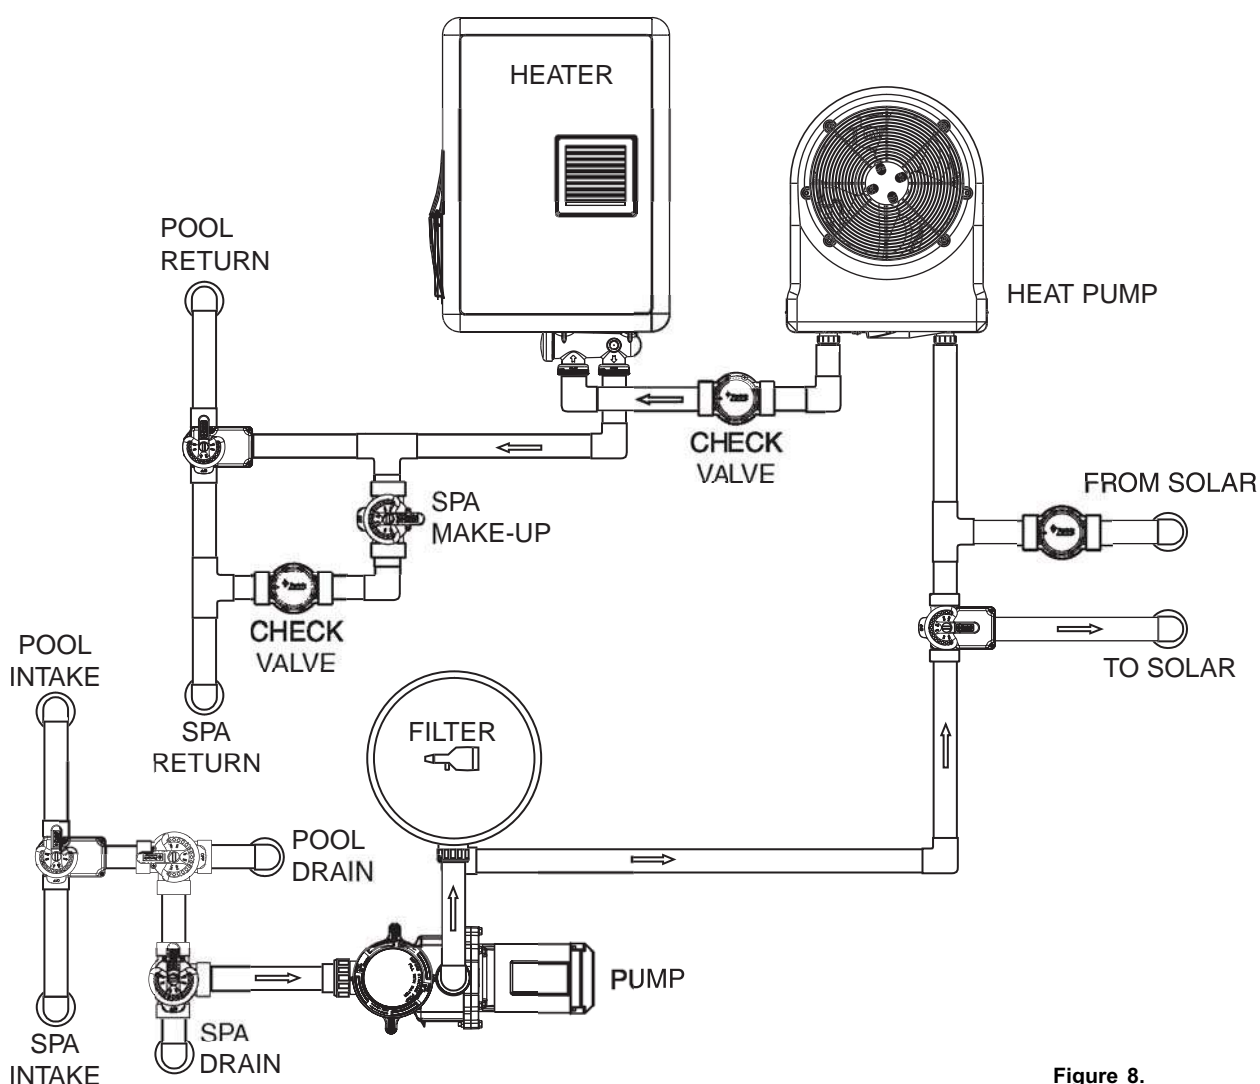 HEATER
POOL
RETURN
HEAT PUMP
CHECK
VALVE
FROM SOLAR
SPA
MAKE-UP
CHECK
VALVE
TO SOLAR
POOL
INTAKE
SPA
RETURN
FILTER
POOL
DRAIN
PUMP
SPA
DRAIN
SPA
INTAKE
Figure 8.